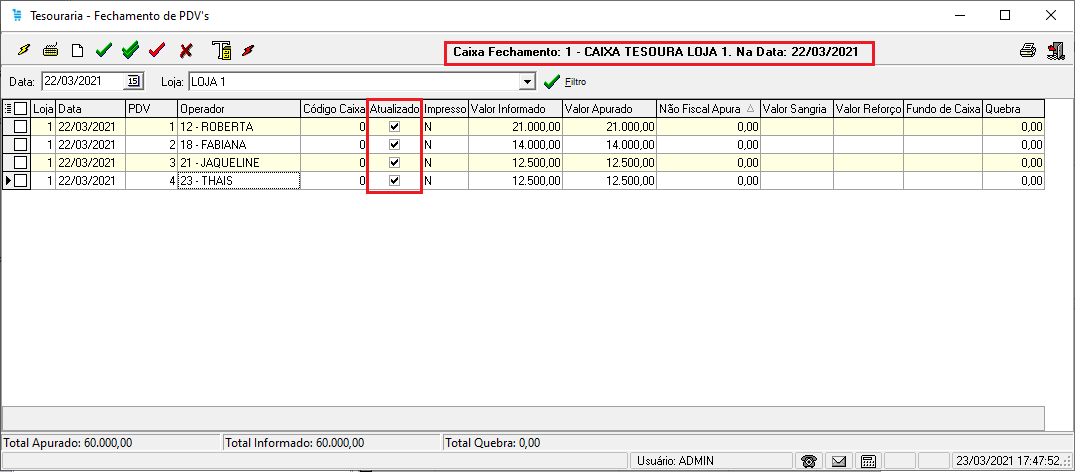 Tesouraria - Fechamento de PDV's
Caixa Fechamento: 1 - CAIXA TESOURA LOJA 1. Na Data: 22/03/2021
Data: 22/03/2021 15 Loja: LOJA 1 Filtro
Loja Data PDV Operador Código Caixa Atualizado Impresso Valor Informado Valor Apurado Não Fiscal Apura Valor Sangria Valor Reforço Fundo de Caixa Quebra
1 22/03/2021 1 12 - ROBERTA 0 N 21.000,00 21.000,00 0,00 0,00
1 22/03/2021 2 18 - FABIANA 0 N 14.000,00 14.000,00 0,00 0,00
1 22/03/2021 3 21 - JAQUELINE 0 N 12.500,00 12.500,00 0,00 0,00
1 22/03/2021 4 23 - THAIS 0 N 12.500,00 12.500,00 0,00 0,00
Total Apurado: 60.000,00 Total Informado: 60.000,00 Total Quebra: 0,00
Usuário: ADMIN 23/03/2021 17:47:52